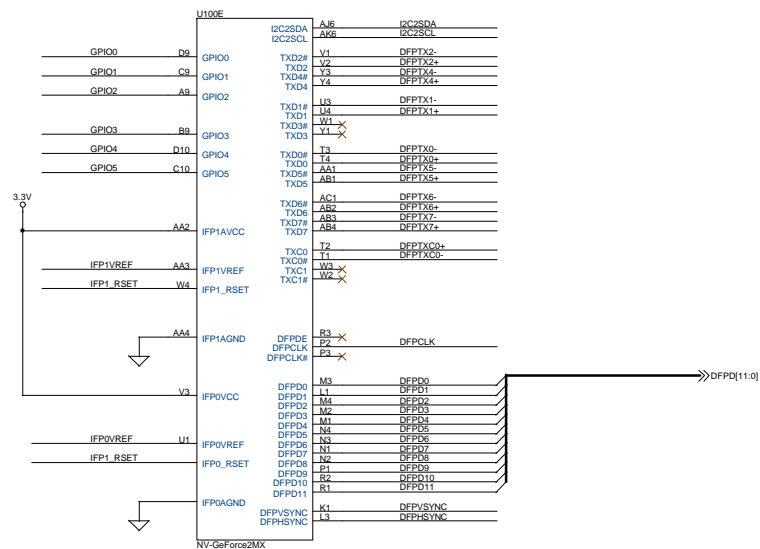 U100E
I2C2SDA AJ6 I2C2SDA
I2C2SCL AK6 I2C2SCL
GPIO0 D9 GPIO0 TXD2# V1 DFPTX2-
TXD2 V2 DFPTX2+
GPIO1 C9 GPIO1 TXD4# Y3 DFPTX4-
TXD4 Y4 DFPTX4+
GPIO2 A9 GPIO2
TXD1# U3 DFPTX1-
TXD1 U4 DFPTX1+
TXD3# W1
GPIO3 B9 GPIO3 TXD3 Y1
GPIO4 D10 GPIO4 TXD0# T3 DFPTX0-
TXD0 T4 DFPTX0+
GPIO5 C10 GPIO5 TXD5# AA1 DFPTX5-
TXD5 AB1 DFPTX5+
3.3V
TXD6# AC1 DFPTX6-
TXD6 AB2 DFPTX6+
TXD7# AB3 DFPTX7-
AA2 IFP1AVCC TXD7 AB4 DFPTX7+
TXC0 T2 DFPTXC0+
TXC0# T1 DFPTXC0-
IFP1VREF AA3 IFP1VREF TXC1 W3
TXC1# W2
IFP1_RSET W4 IFP1_RSET
AA4 IFP1AGND DFPDE R3
DFPCLK P2 DFPCLK
DFPCLK# P3
DFPD[11:0]
DFPD0 M3 DFPD0
V3 IFP0VCC DFPD1 L1 DFPD1
DFPD2 M4 DFPD2
DFPD3 M2 DFPD3
DFPD4 M1 DFPD4
DFPD5 N4 DFPD5
IFP0VREF U1 IFP0VREF DFPD6 N3 DFPD6
DFPD7 N1 DFPD7
IFP1_RSET IFP0_RSET DFPD8 N2 DFPD8
DFPD9 P1 DFPD9
DFPD10 R2 DFPD10
DFPD11 R1 DFPD11
IFP0AGND
DFPVSYNC K1 DFPVSYNC
DFPHSYNC L3 DFPHSYNC
NV-GeForce2MX